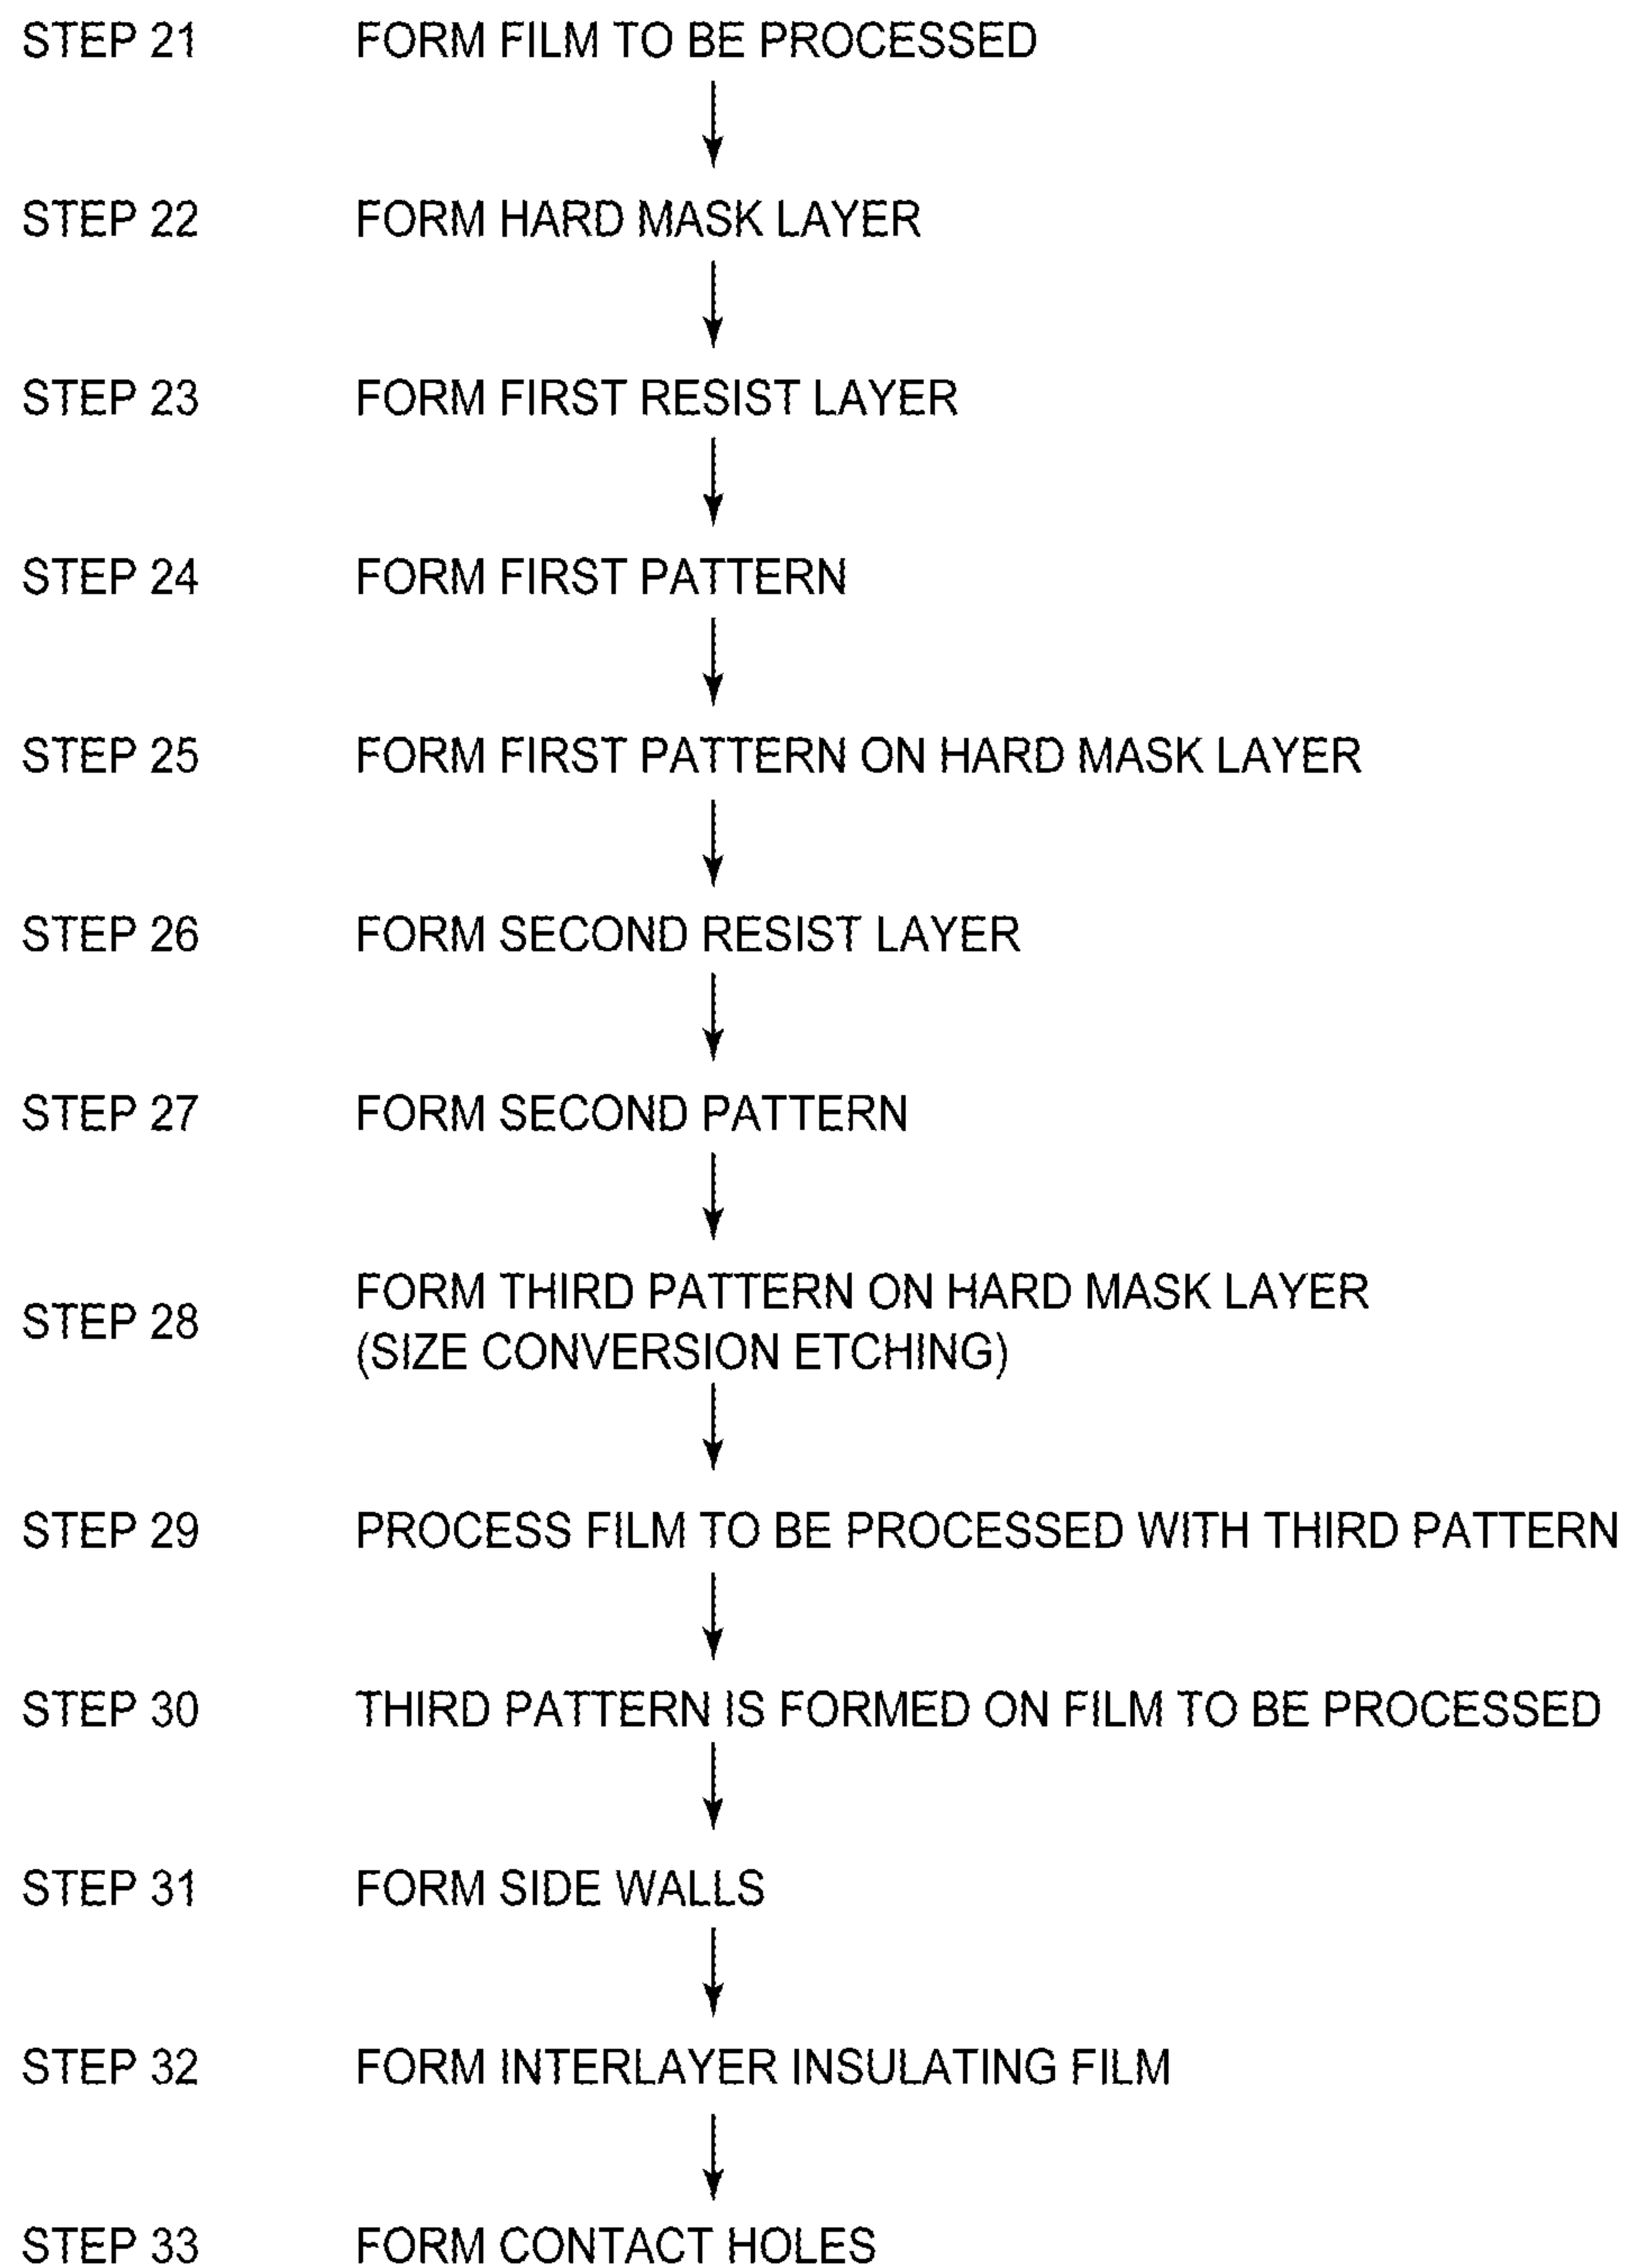 STEP 21 FORM FILM TO BE PROCESSED
STEP 22 FORM HARD MASK LAYER
STEP 23 FORM FIRST RESIST LAYER
STEP 24 FORM FIRST PATTERN
STEP 25 FORM FIRST PATTERN ON HARD MASK LAYER
STEP 26 FORM SECOND RESIST LAYER
STEP 27 FORM SECOND PATTERN
STEP 28 FORM THIRD PATTERN ON HARD MASK LAYER
(SIZE CONVERSION ETCHING)
STEP 29 PROCESS FILM TO BE PROCESSED WITH THIRD PATTERN
STEP 30 THIRD PATTERN IS FORMED ON FILM TO BE PROCESSED
STEP 31 FORM SIDE WALLS
STEP 32 FORM INTERLAYER INSULATING FILM
STEP 33 FORM CONTACT HOLES